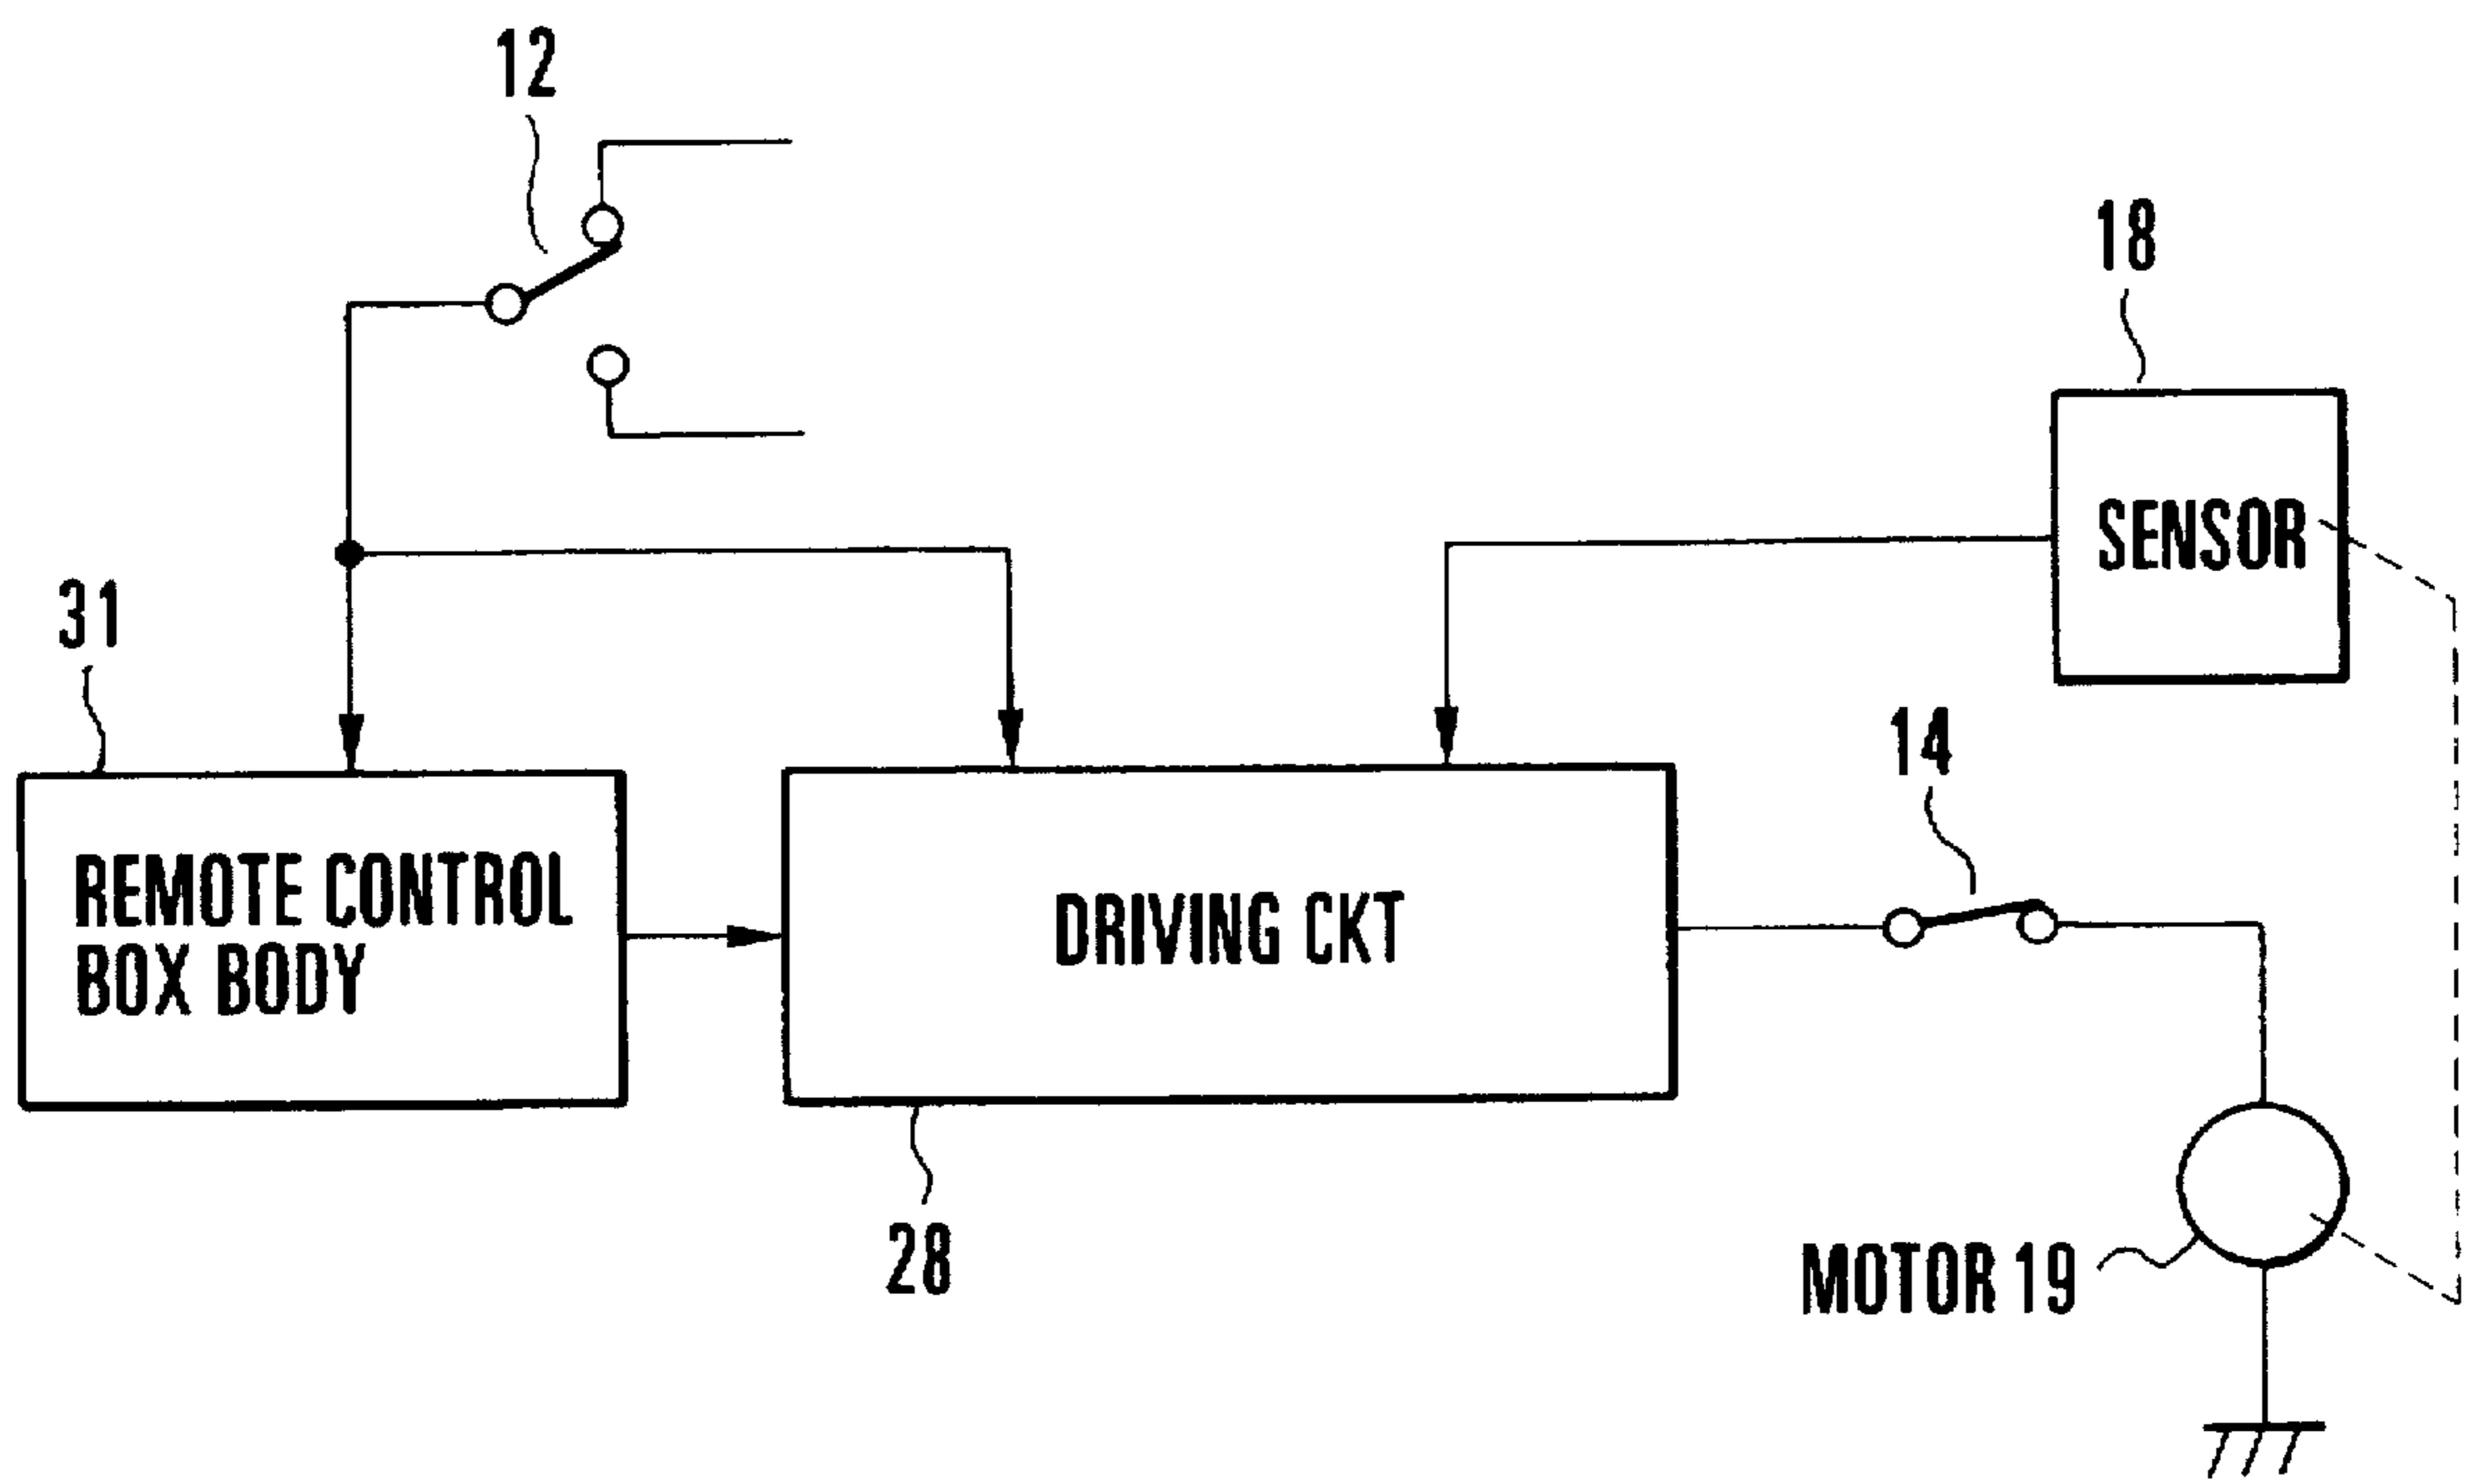 12
18
SENSOR
31
14
REMOTE CONTROL
BOX BODY
DRIVING CKT
28
MOTOR 19